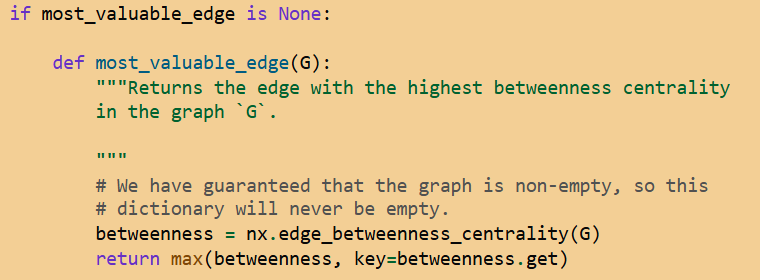 if most_valuable_edge is None:
    def most_valuable_edge(G):
        """Returns the edge with the highest betweenness centrality
        in the graph `G`.
        """
        # We have guaranteed that the graph is non-empty, so this
        # dictionary will never be empty.
        betweenness = nx.edge_betweenness_centrality(G)
        return max(betweenness, key=betweenness.get)